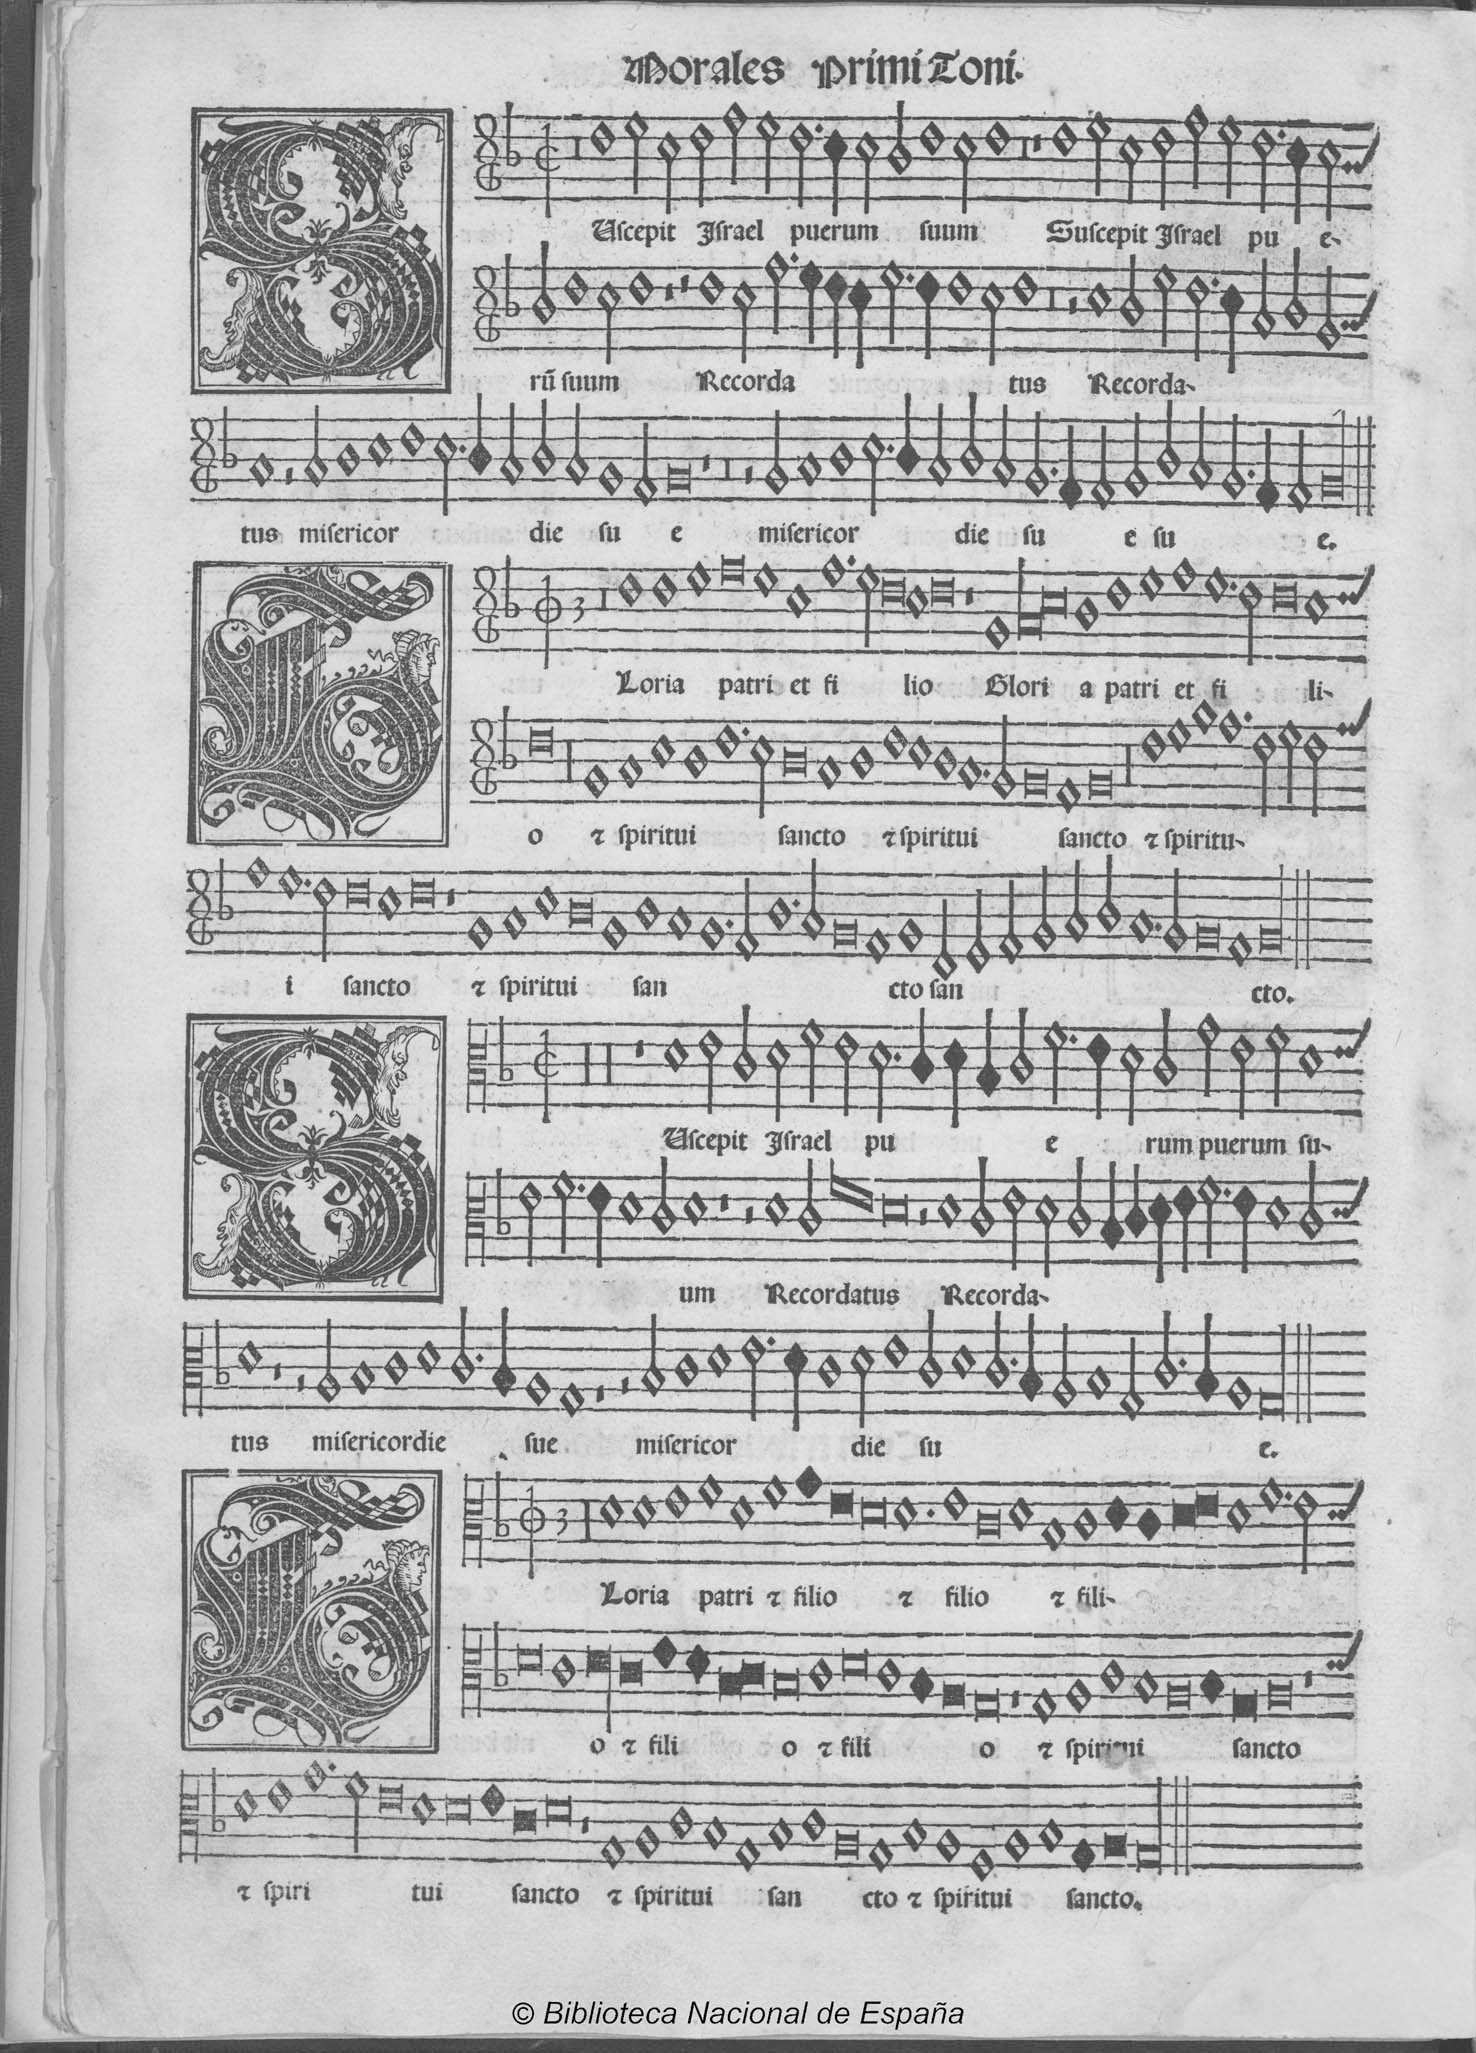 Morales Primi Toni.
S Uſcepit Iſrael puerum ſuum Suſcepit Iſrael pu e-
rũ ſuum Recorda tus Recorda-
tus miſericor die ſu e miſericor die ſu e ſu e.
G Loria patri et fi lio Glori a patri et fi li-
o ⁊ ſpiritui ſancto ⁊ ſpiritui ſancto ⁊ ſpiritu-
i ſancto ⁊ ſpiritui ſan cto ſan cto.
S Uſcepit Iſrael pu e rum puerum ſu-
um Recordatus Recorda-
tus miſericordie ſue miſericor die ſu e.
G Loria patri ⁊ filio ⁊ filio ⁊ fili-
o ⁊ fili o ⁊ fili o ⁊ ſpiritui ſancto
⁊ ſpiri tui ſancto ⁊ ſpiritui ſan cto ⁊ ſpiritui ſancto.
© Biblioteca Nacional de España